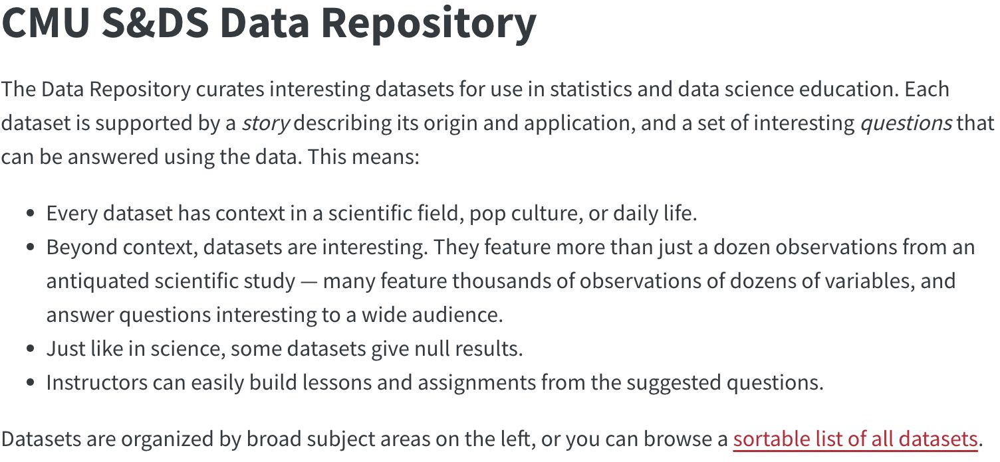 CMU S&DS Data Repository
The Data Repository curates interesting datasets for use in statistics and data science education. Each
dataset is supported by a story describing its origin and application, and a set of interesting questions that
can be answered using the data. This means:
• Every dataset has context in a scientific field, pop culture, or daily life.
• Beyond context, datasets are interesting. They feature more than just a dozen observations from an
antiquated scientific study — many feature thousands of observations of dozens of variables, and
answer questions interesting to a wide audience.
• Just like in science, some datasets give null results.
• Instructors can easily build lessons and assignments from the suggested questions.
Datasets are organized by broad subject areas on the left, or you can browse a sortable list of all datasets.